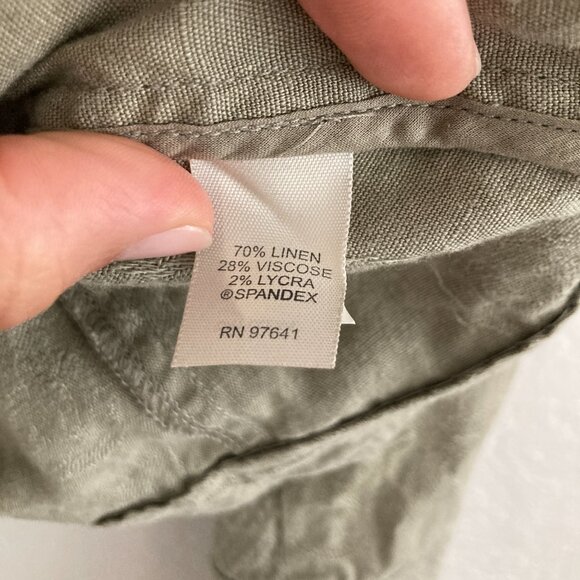 70% LINEN
28% VISCOSE
2% LYCRA
®SPANDEX
RN 97641